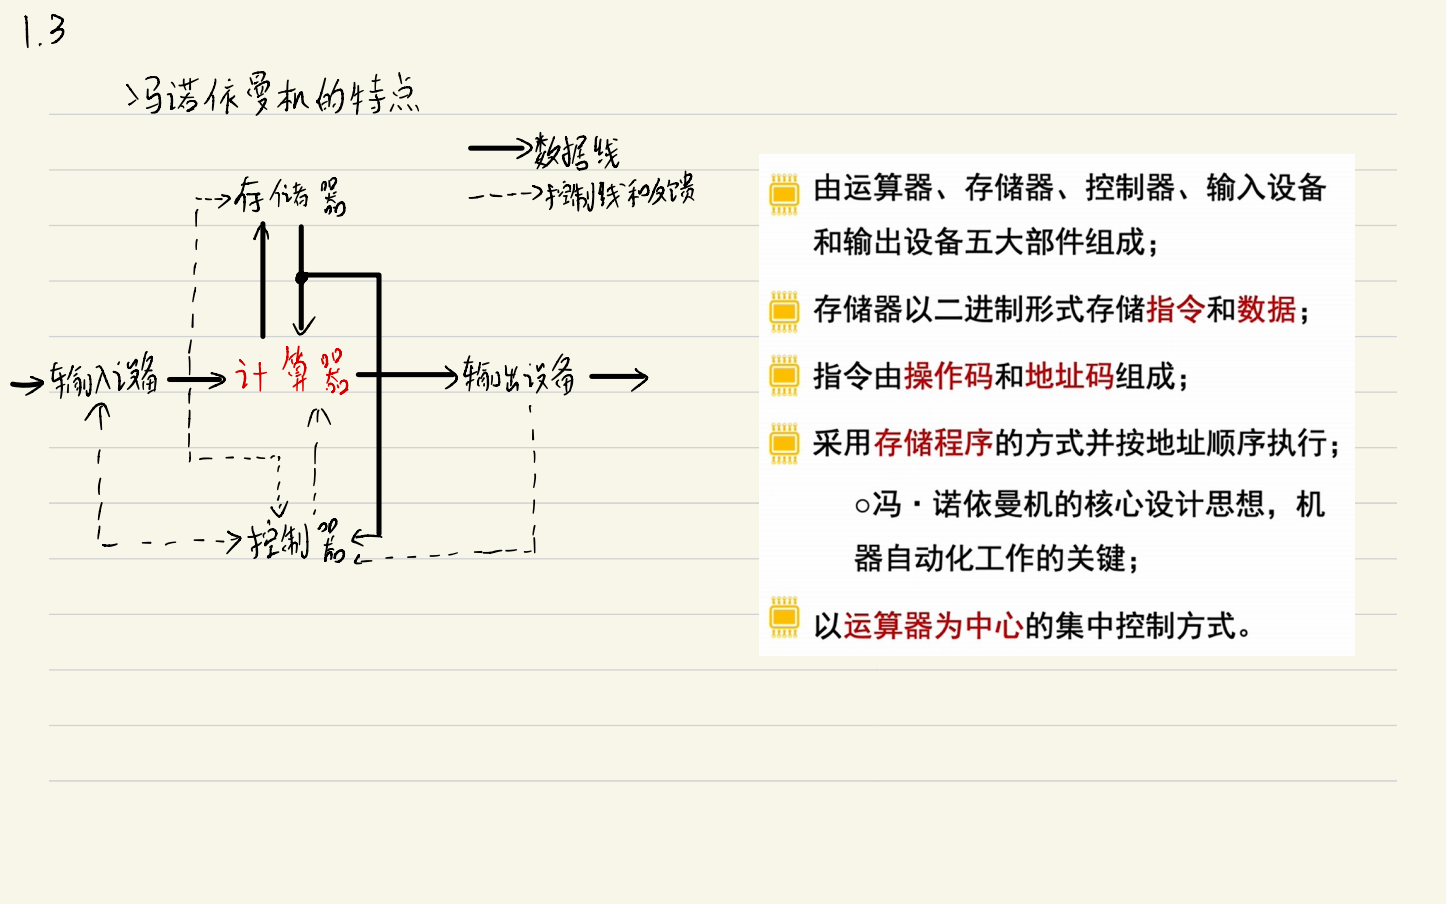 1.3
冯诺依曼机的特点
数据线
控制线和反馈
存储器
输入设备
计算器
输出设备
控制器
由运算器、存储器、控制器、输入设备
和输出设备五大部件组成；
存储器以二进制形式存储指令和数据；
指令由操作码和地址码组成；
采用存储程序的方式并按地址顺序执行；
○冯·诺依曼机的核心设计思想，机
器自动化工作的关键；
以运算器为中心的集中控制方式。